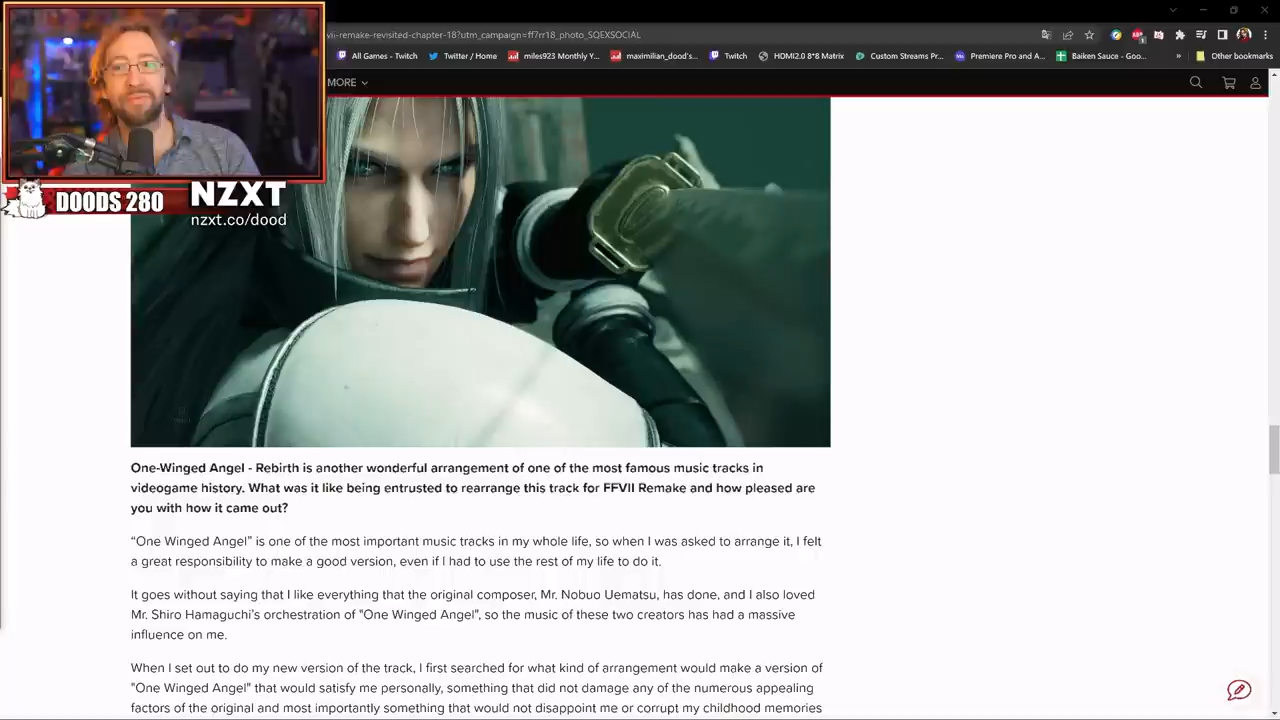 vii-remake-revisited-chapter-18?utm_campaign=ff7rr18_photo_SQEXSOCIAL
All Games - Twitch
Twitter / Home
miles923 Monthly Y...
maximilian_dood's...
Twitch
HDMI2.0 8*8 Matrix
Custom Streams Pr...
Premiere Pro and A...
Baiken Sauce - Goo...
»
Other bookmarks
MORE
DOODS 280
NZXT
nzxt.co/dood
One-Winged Angel - Rebirth is another wonderful arrangement of one of the most famous music tracks in
videogame history. What was it like being entrusted to rearrange this track for FFVII Remake and how pleased are
you with how it came out?
“One Winged Angel” is one of the most important music tracks in my whole life, so when I was asked to arrange it, I felt
a great responsibility to make a good version, even if I had to use the rest of my life to do it.
It goes without saying that I like everything that the original composer, Mr. Nobuo Uematsu, has done, and I also loved
Mr. Shiro Hamaguchi’s orchestration of "One Winged Angel", so the music of these two creators has had a massive
influence on me.
When I set out to do my new version of the track, I first searched for what kind of arrangement would make a version of
"One Winged Angel" that would satisfy me personally, something that did not damage any of the numerous appealing
factors of the original and most importantly something that would not disappoint me or corrupt my childhood memories